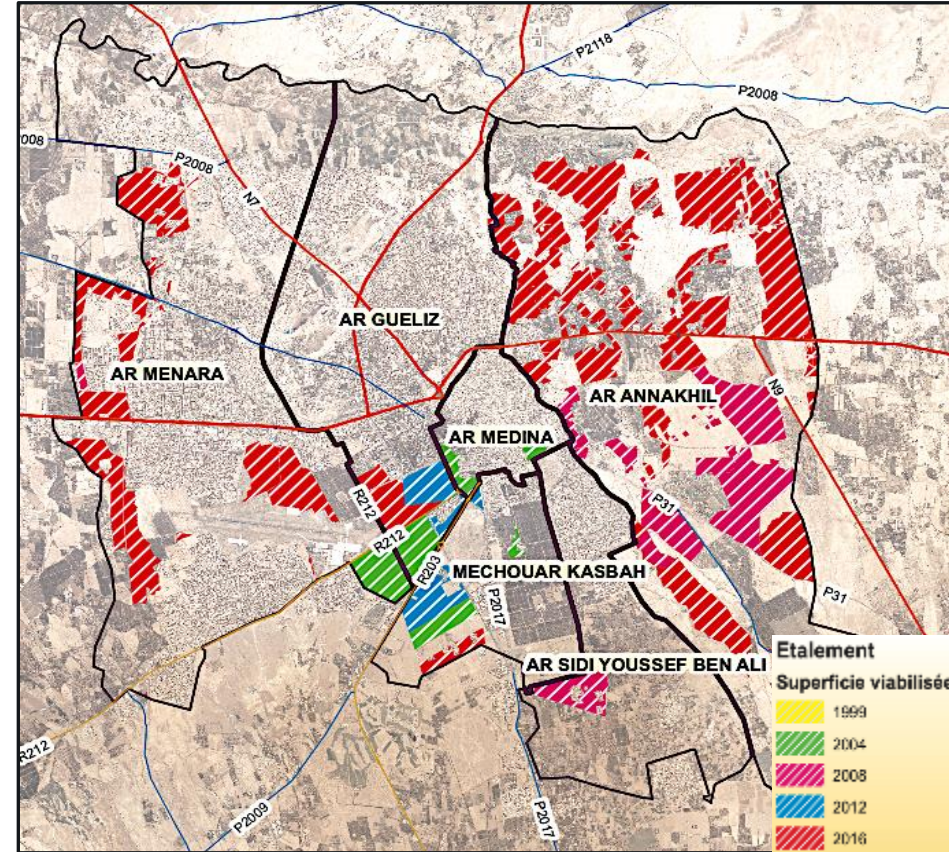 P2118
P2008
008
P2008
N7
AR GUELIZ
AR MENARA
AR ANNAKHIL
N9
AR MEDINA
R212
P31
R212
R203
MECHOUAR KASBAH
P2017
P31
AR SIDI YOUSSEF BEN ALI
R212
P2009
P2017
Etalement
Superficie viabilisée
1999
2004
2008
2012
2016